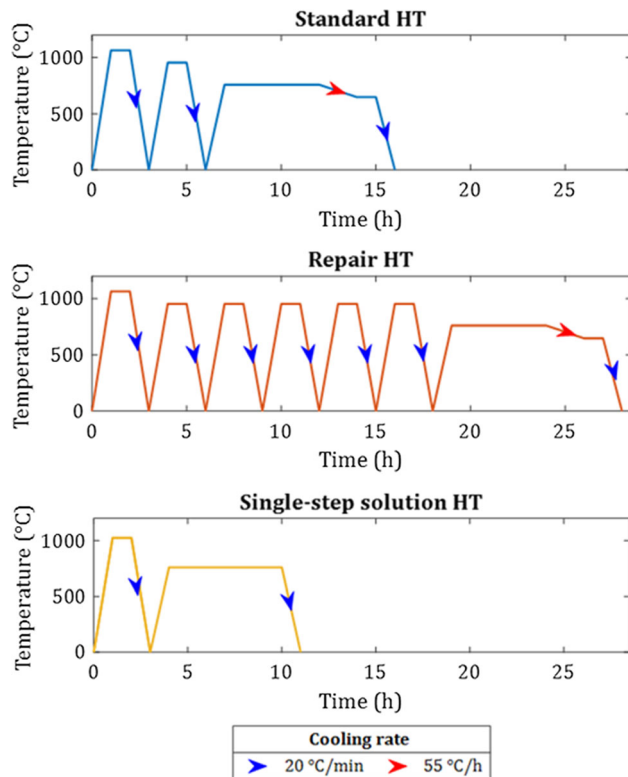 Standard HT
Temperature (°C)
1000
500
0
0 5 10 15 20 25
Time (h)
Repair HT
Temperature (°C)
1000
500
0
0 5 10 15 20 25
Time (h)
Single-step solution HT
Temperature (°C)
1000
500
0
0 5 10 15 20 25
Time (h)
Cooling rate
20 °C/min 55 °C/h